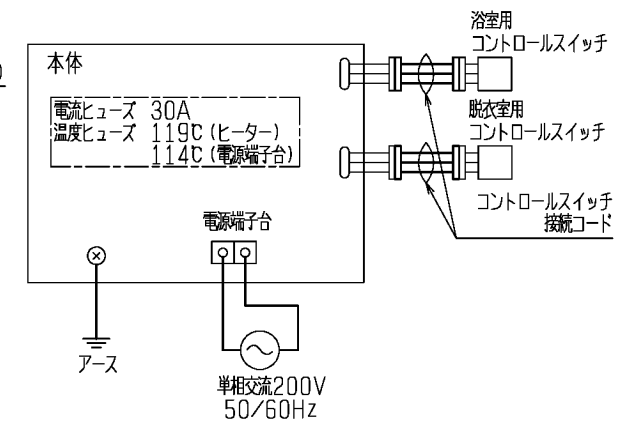 浴室用
コントロールスイッチ
本体
電流ヒューズ 30A
温度ヒューズ 119℃(ヒーター)
114℃(電源端子台)
脱衣室用
コントロールスイッチ
コントロールスイッチ
接続コード
電源端子台
アース
単相交流200V
50/60Hz